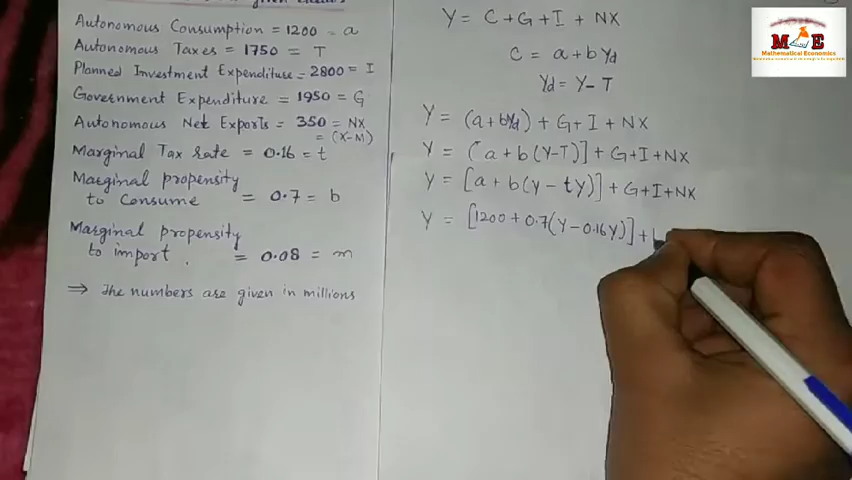 Autonomous Consumption = 1200 = a
Autonomous Taxes = 1750 = T
Planned Investment Expenditure = 2800 = I
Government Expenditure = 1950 = G
Autonomous Net Exports = 350 = NX
= (X-M)
Marginal Tax rate = 0.16 = t
Marginal propensity
to Consume = 0.7 = b
Marginal propensity
to import . = 0.08 = m
⇒ The numbers are given in millions
Y = C + G + I + NX
C = a + b Yd
Yd = Y - T
Y = (a + bYd) + G + I + NX
Y = [a + b (Y-T)] + G + I + NX
Y = [a + b (Y - tY)] + G + I + NX
Y = [1200 + 0.7(Y - 0.16Y)] +
M E
Mathematical Economics